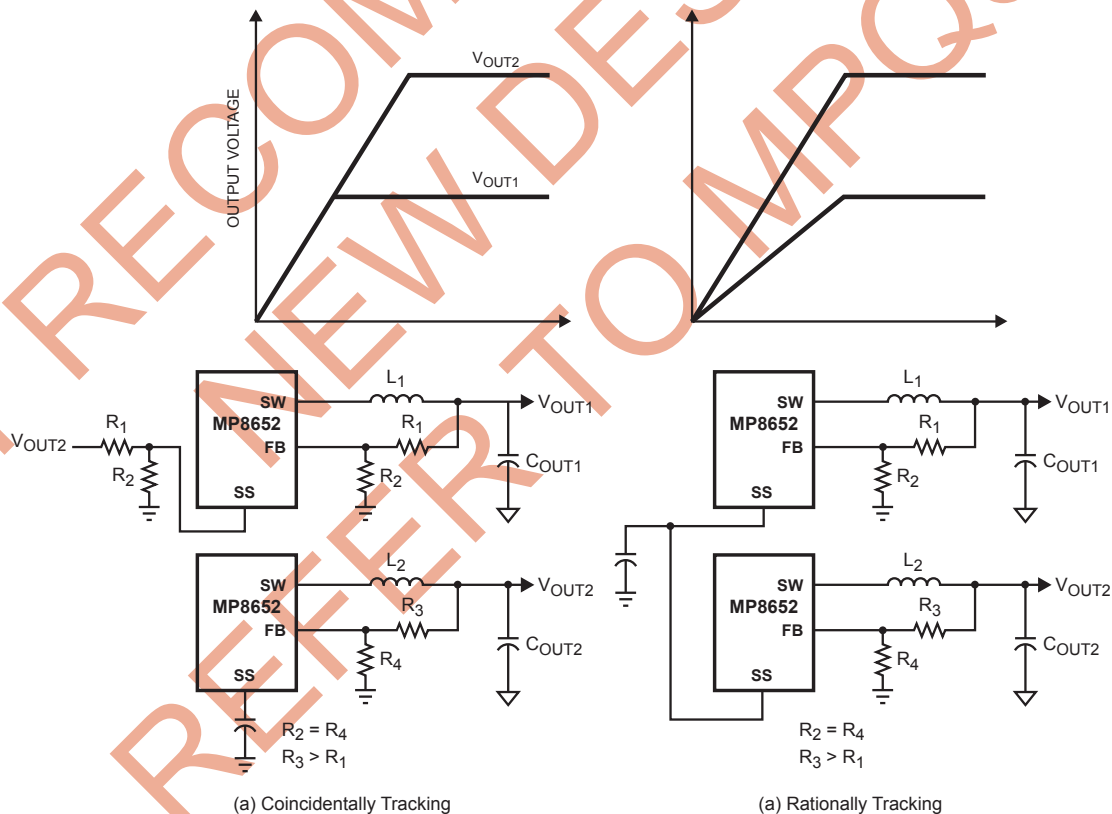 RECOM
NEW DES
REFER TO MPQ
OUTPUT VOLTAGE
VOUT2
VOUT1
L1
SW
VOUT1
MP8652
R1
VOUT2
R1
FB
R2
R2
COUT1
SS
L2
SW
VOUT2
MP8652
R3
FB
R4
COUT2
SS
R2 = R4
R3 > R1
(a) Coincidentally Tracking
L1
SW
VOUT1
MP8652
R1
FB
R2
COUT1
SS
L2
SW
VOUT2
MP8652
R3
FB
R4
COUT2
SS
R2 = R4
R3 > R1
(a) Rationally Tracking